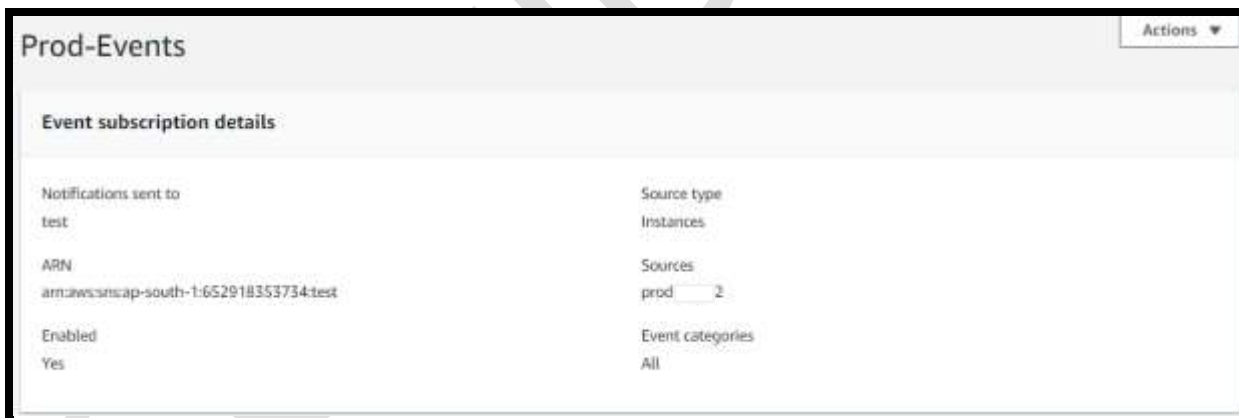 Prod-Events
Actions ▼
Event subscription details
Notifications sent to
test
Source type
Instances
ARN
arn:aws:sns:ap-south-1:652918353734:test
Sources
prod 2
Enabled
Yes
Event categories
All